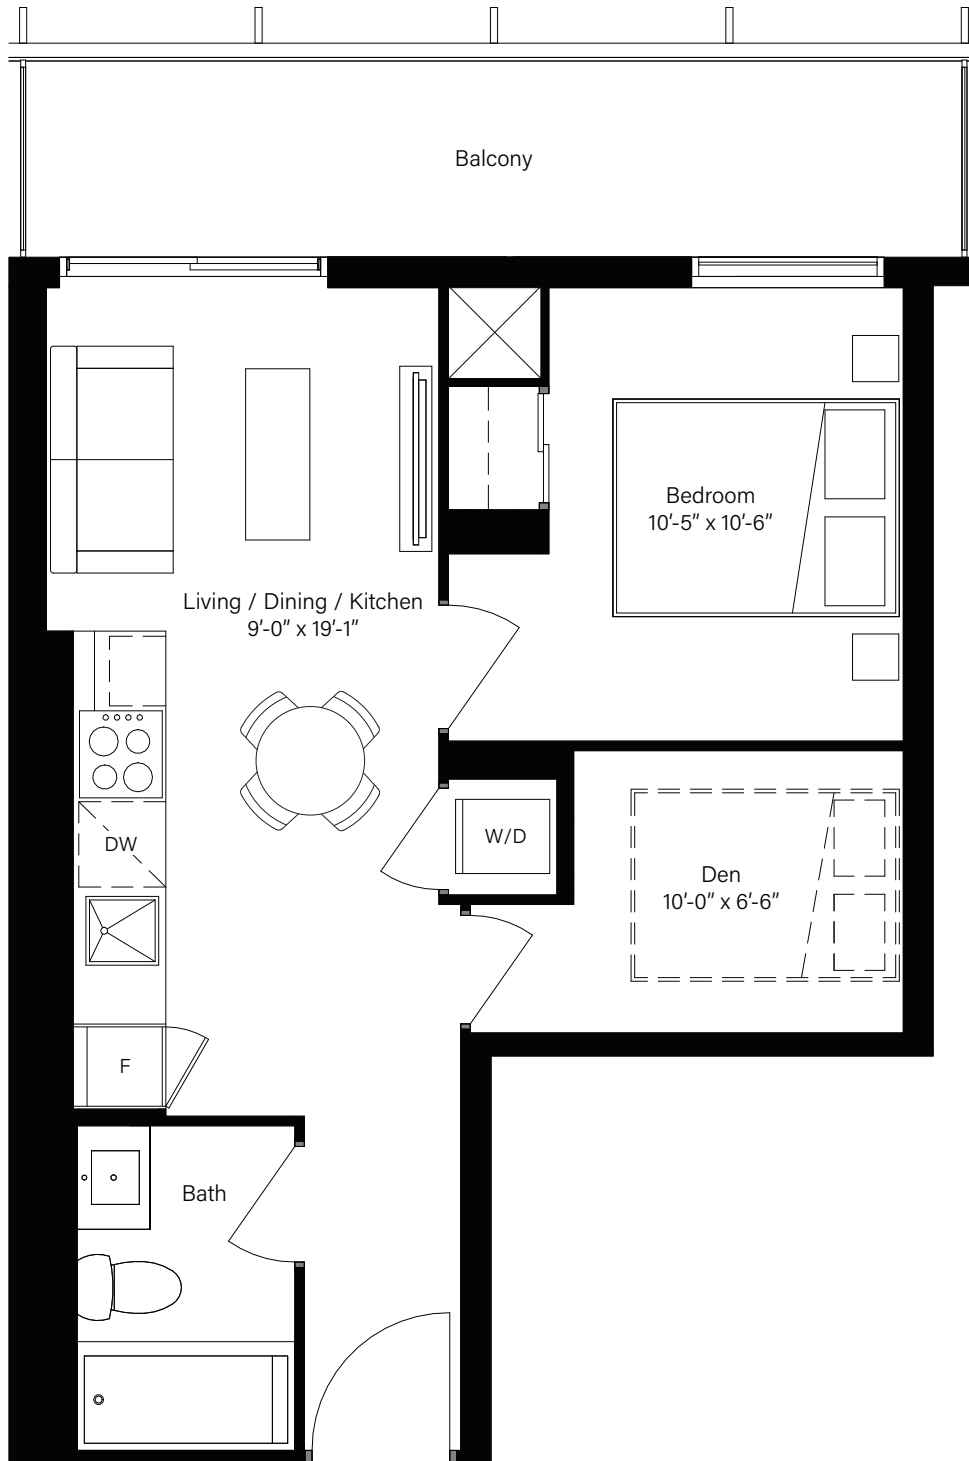 Balcony
Bedroom
10’-5” x 10’-6”
Living / Dining / Kitchen
9’-0” x 19’-1”
DW
W/D
Den
10’-0” x 6’-6”
F
Bath